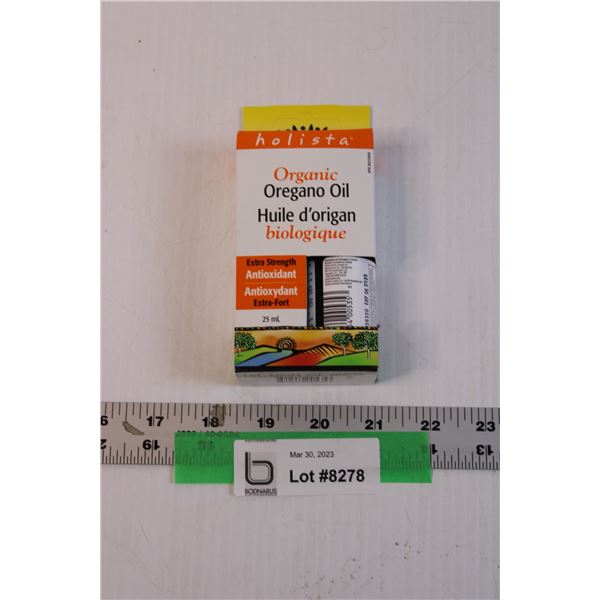 holista
Organic
Oregano Oil
Huile d'origan
biologique
Extra Strength
Antioxidant
Antioxydant
Extra-Fort
25 mL
16 17 18 19 20 21 22 23
Mar 30, 2023
Lot #8278
BODNARUS